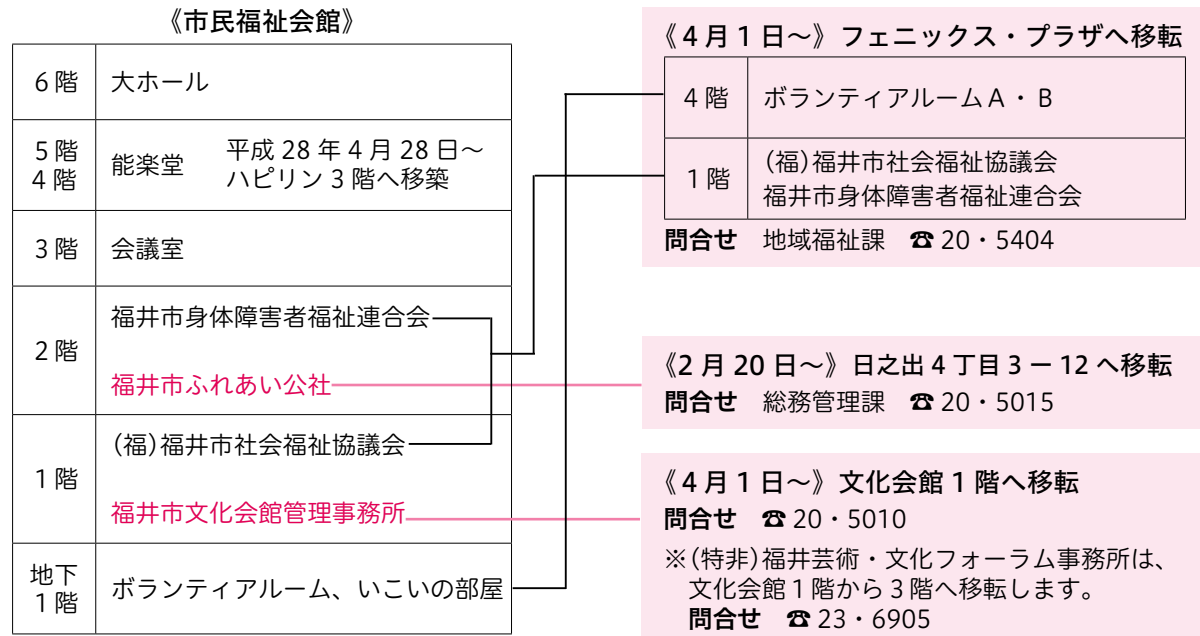 《市民福祉会館》
6階 大ホール
5階
4階
能楽堂
平成 28 年 4 月 28 日～
ハピリン 3 階へ移築
3階 会議室
2階
福井市身体障害者福祉連合会
福井市ふれあい公社
1階
(福)福井市社会福祉協議会
福井市文化会館管理事務所
地下
1階
ボランティアルーム、いこいの部屋
《4月1日～》フェニックス・プラザへ移転
4階 ボランティアルームA・B
1階
(福)福井市社会福祉協議会
福井市身体障害者福祉連合会
問合せ 地域福祉課 ☎ 20・5404
《2月 20 日～》日之出 4 丁目 3 ー 12 へ移転
問合せ 総務管理課 ☎ 20・5015
《4月1日～》文化会館 1 階へ移転
問合せ ☎ 20・5010
※(特非)福井芸術・文化フォーラム事務所は、
文化会館 1 階から 3 階へ移転します。
問合せ ☎ 23・6905